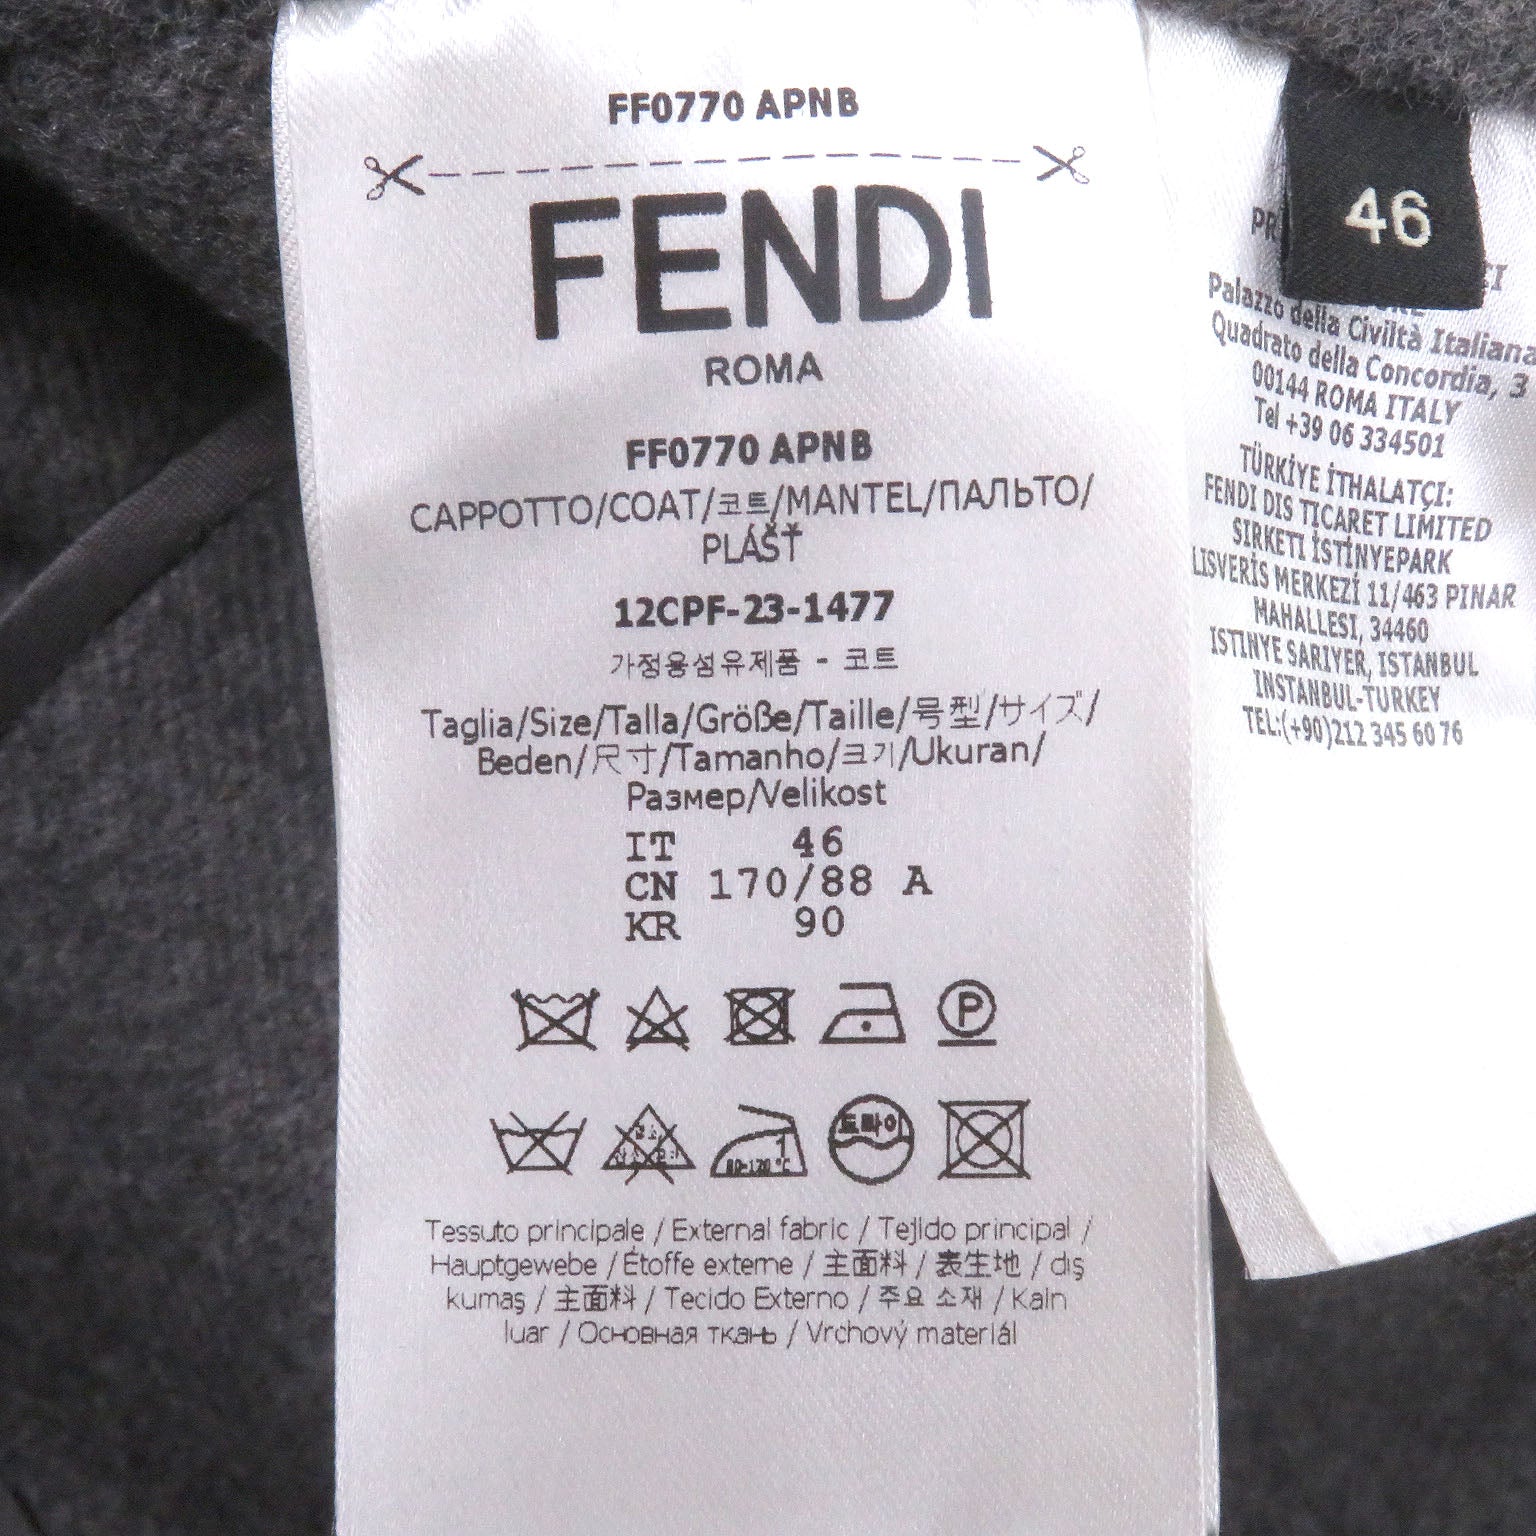 FF0770 APNB
FENDI
ROMA
FF0770 APNB
CAPPOTTO/COAT/코트/MANTEL/ПАЛЬТО/
PLÁŠŤ
12CPF-23-1477
가정용섬유제품 - 코트
Taglia/Size/Talla/Größe/Taille/号型/サイズ/
Beden/尺寸/Tamanho/크기/Ukuran/
Размер/Velikost
IT 46
CN 170/88 A
KR 90
P
드라이
80-120°C
1
Tessuto principale / External fabric / Tejido principal /
Hauptgewebe / Étoffe externe / 主面料 / 表生地 / dış
kumaş / 主面料 / Tecido Externo / 주요 소재 / Kain
luar / Основная ткань / Vrchový materiál
46
Palazzo della Civiltà Italiana
Quadrato della Concordia, 3
00144 ROMA ITALY
Tel +39 06 334501
TÜRKİYE İTHALATÇI:
FENDI DIS TICARET LIMITED
SIRKETI İSTİNYEPARK
LISVERİS MERKEZİ 11/463 PINAR
MAHALLESI, 34460
ISTINYE SARIYER, ISTANBUL
INSTANBUL-TURKEY
TEL:(+90)212 345 60 76